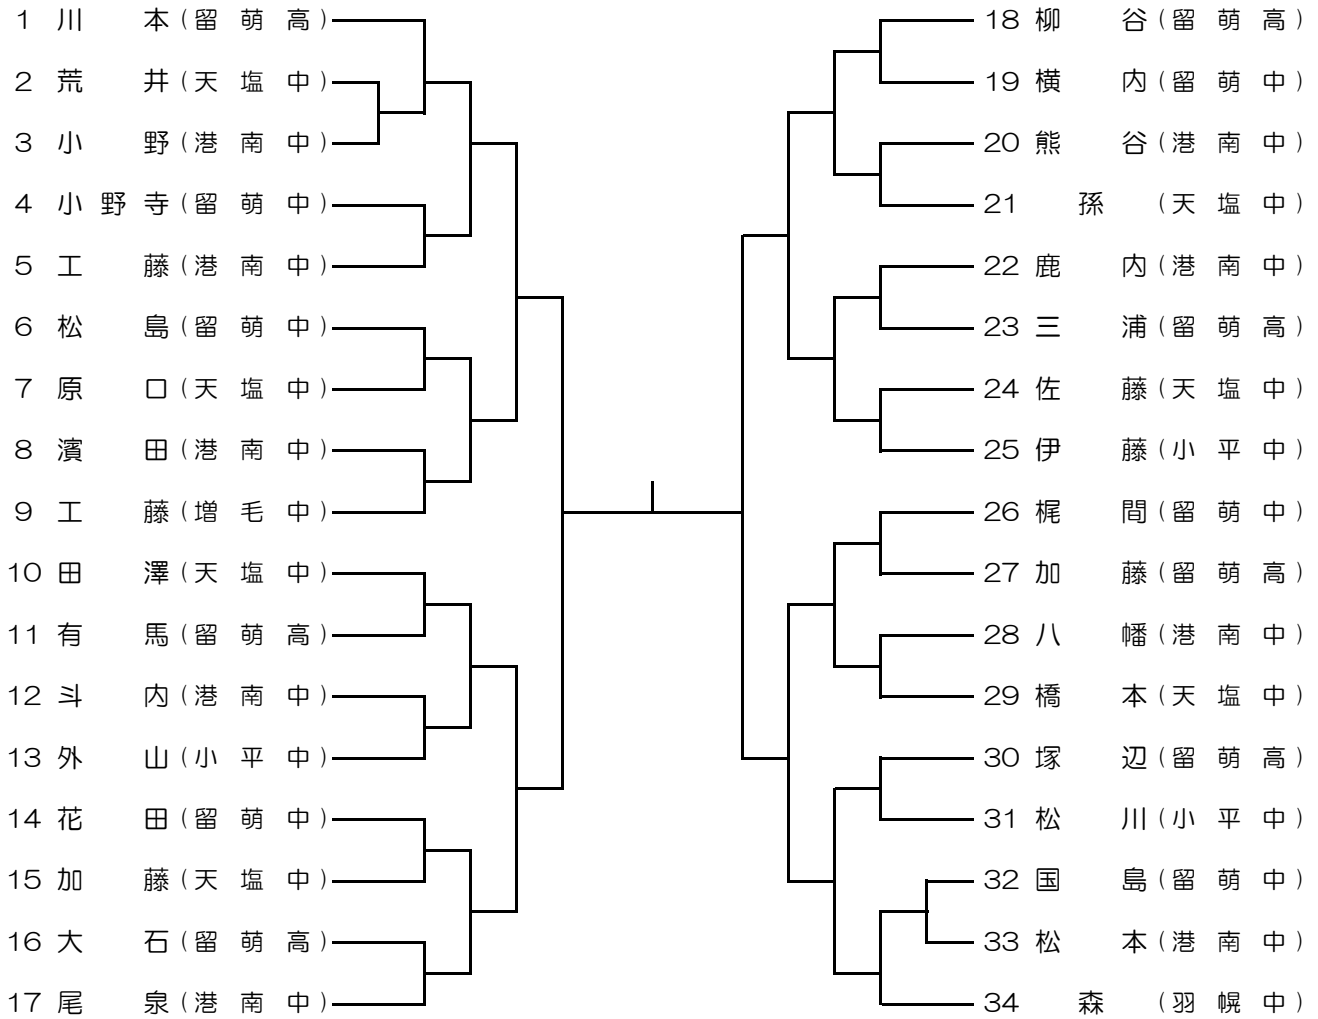 1 川本(留萌高)
2 荒井(天塩中)
3 小野(港南中)
4 小野寺(留萌中)
5 工藤(港南中)
6 松島(留萌中)
7 原口(天塩中)
8 濱田(港南中)
9 工藤(増毛中)
10 田澤(天塩中)
11 有馬(留萌高)
12 斗内(港南中)
13 外山(小平中)
14 花田(留萌中)
15 加藤(天塩中)
16 大石(留萌高)
17 尾泉(港南中)
18 柳谷(留萌高)
19 横内(留萌中)
20 熊谷(港南中)
21 孫(天塩中)
22 鹿内(港南中)
23 三浦(留萌高)
24 佐藤(天塩中)
25 伊藤(小平中)
26 梶間(留萌中)
27 加藤(留萌高)
28 八幡(港南中)
29 橋本(天塩中)
30 塚辺(留萌高)
31 松川(小平中)
32 国島(留萌中)
33 松本(港南中)
34 森(羽幌中)